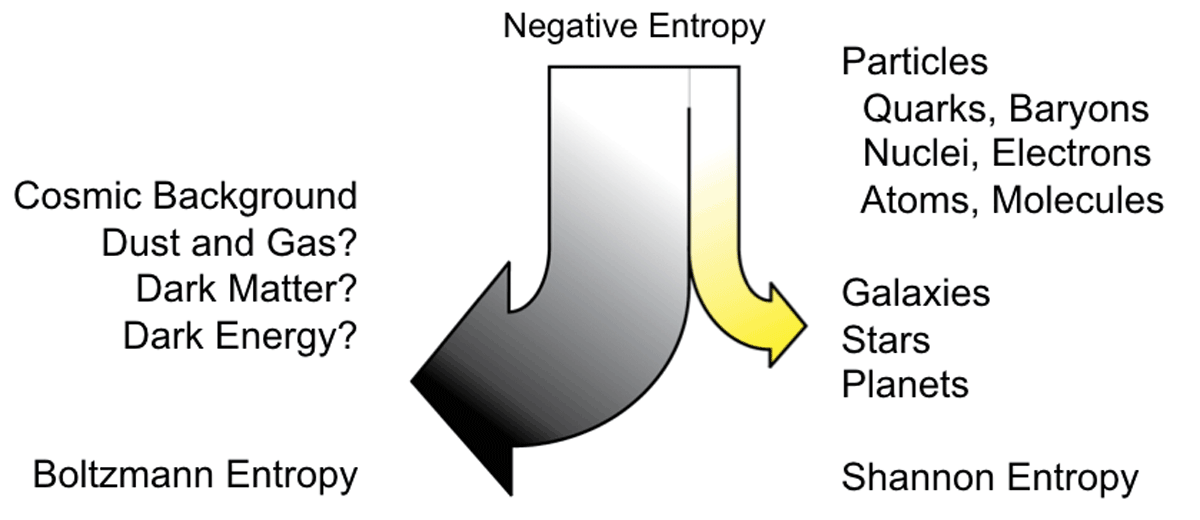 Negative Entropy
Cosmic Background
Dust and Gas?
Dark Matter?
Dark Energy?
Boltzmann Entropy
Particles
Quarks, Baryons
Nuclei, Electrons
Atoms, Molecules
Galaxies
Stars
Planets
Shannon Entropy